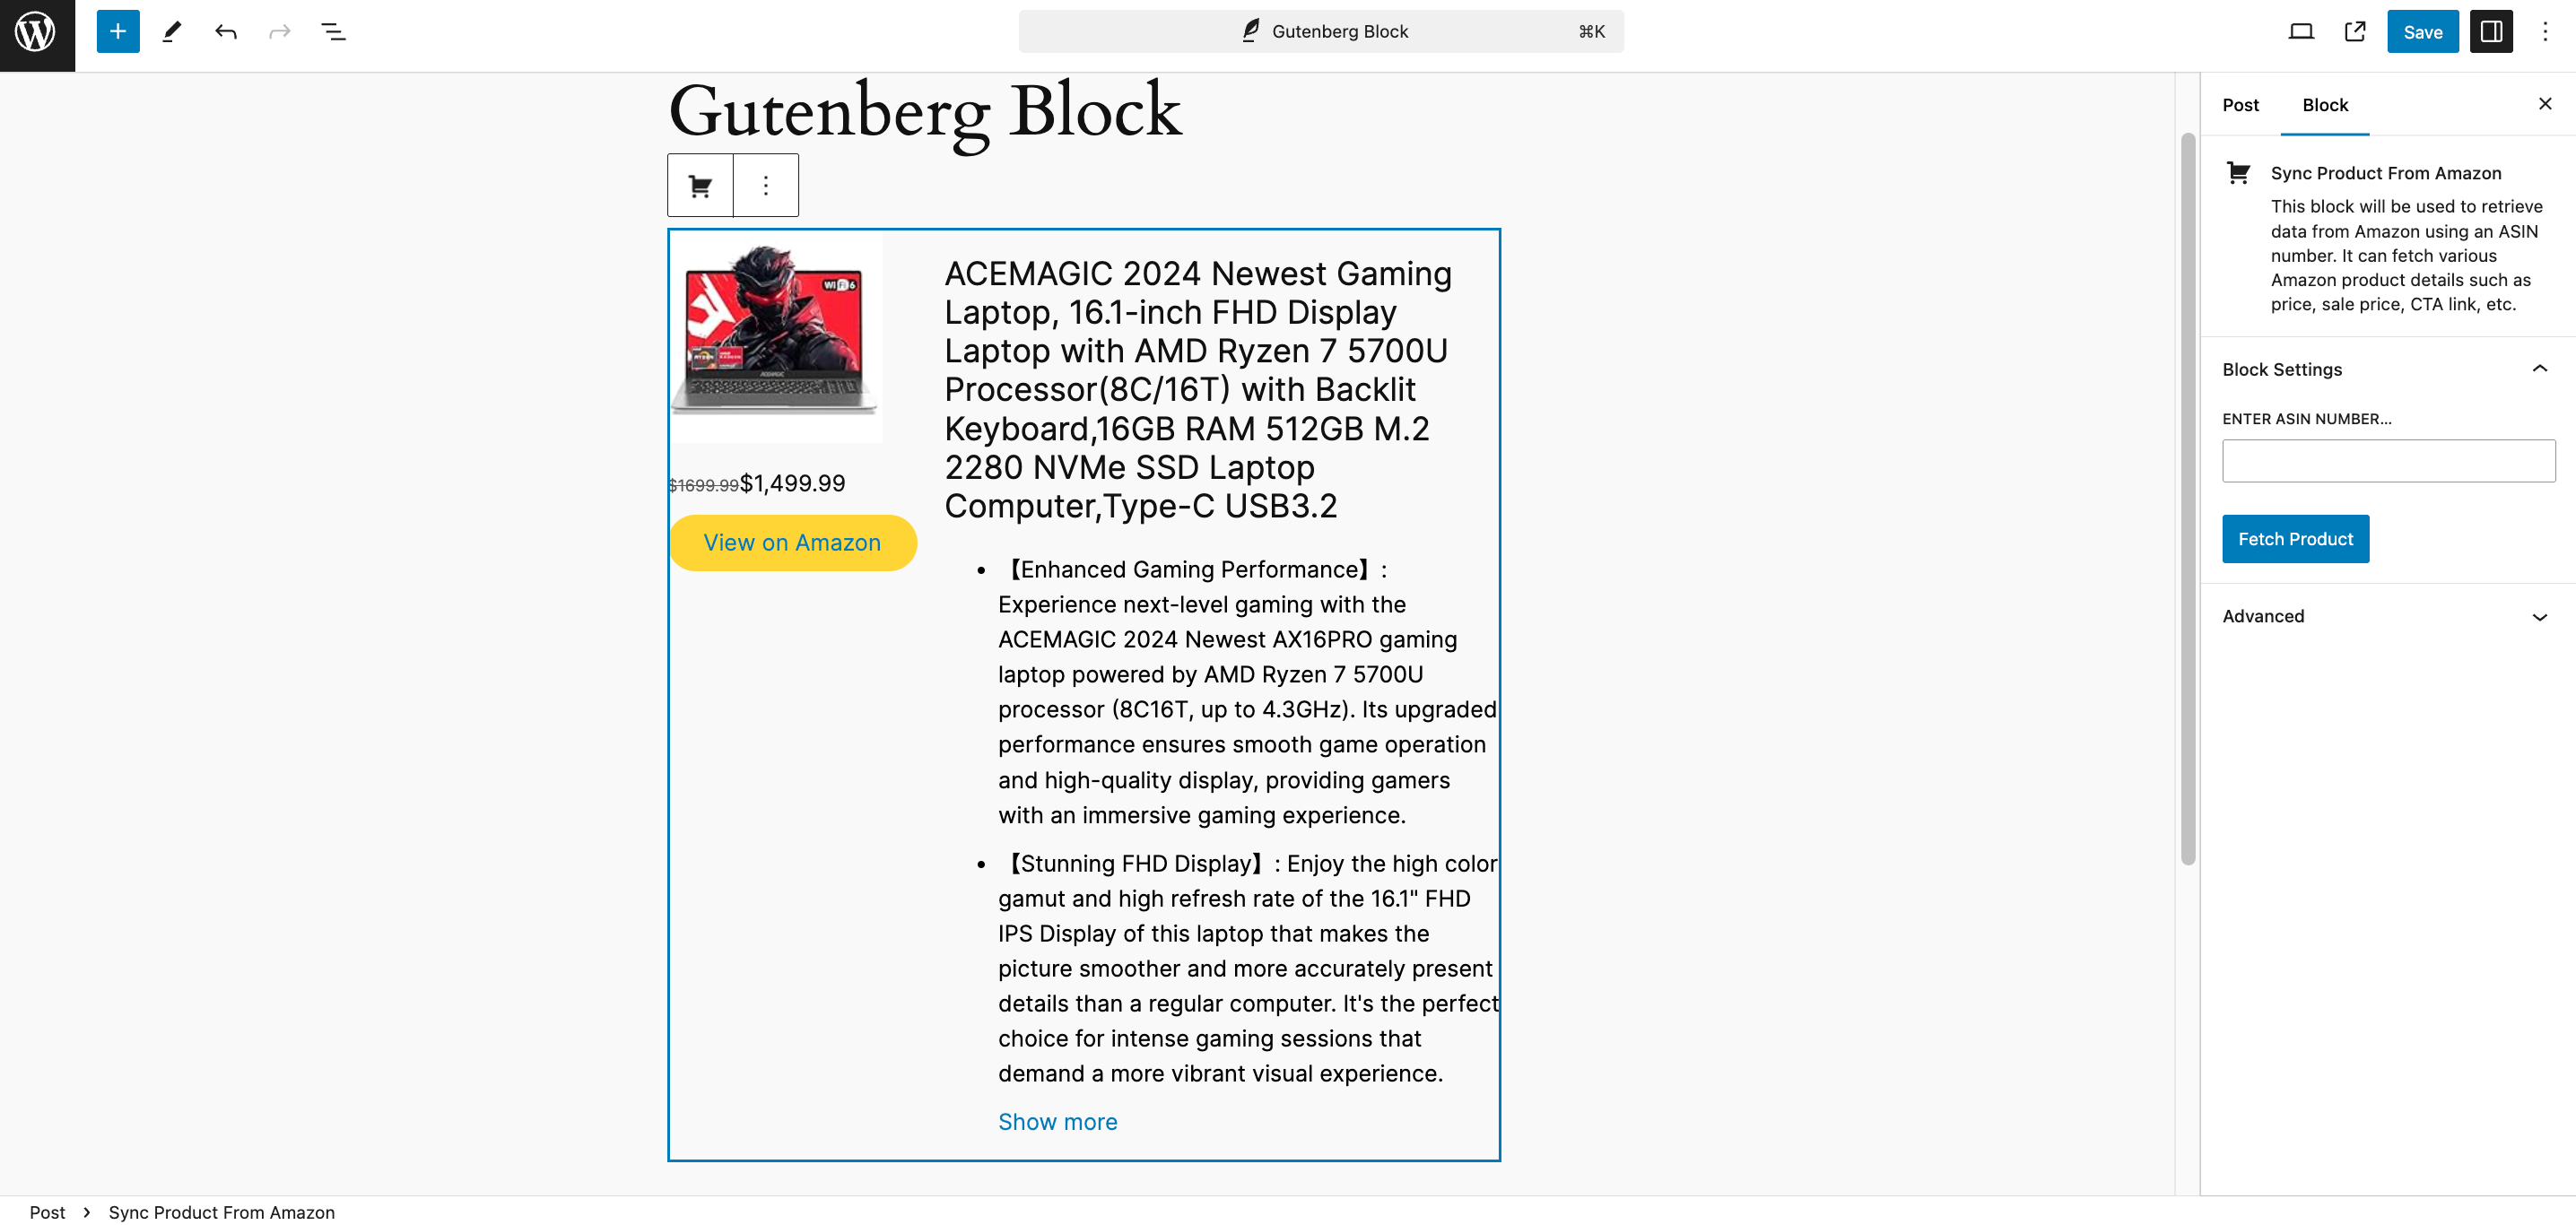 Gutenberg Block
⌘K
Save
Gutenberg Block
ACEMAGIC 2024 Newest Gaming
Laptop, 16.1-inch FHD Display
Laptop with AMD Ryzen 7 5700U
Processor(8C/16T) with Backlit
Keyboard,16GB RAM 512GB M.2
2280 NVMe SSD Laptop
Computer,Type-C USB3.2
WiFi6
RYZEN
ACEMAGIC
$1699.99$1,499.99
View on Amazon
• 【Enhanced Gaming Performance】:
Experience next-level gaming with the
ACEMAGIC 2024 Newest AX16PRO gaming
laptop powered by AMD Ryzen 7 5700U
processor (8C16T, up to 4.3GHz). Its upgraded
performance ensures smooth game operation
and high-quality display, providing gamers
with an immersive gaming experience.
• 【Stunning FHD Display】: Enjoy the high color
gamut and high refresh rate of the 16.1" FHD
IPS Display of this laptop that makes the
picture smoother and more accurately present
details than a regular computer. It's the perfect
choice for intense gaming sessions that
demand a more vibrant visual experience.
Show more
Post
Block
Sync Product From Amazon
This block will be used to retrieve
data from Amazon using an ASIN
number. It can fetch various
Amazon product details such as
price, sale price, CTA link, etc.
Block Settings
ENTER ASIN NUMBER...
Fetch Product
Advanced
Post › Sync Product From Amazon